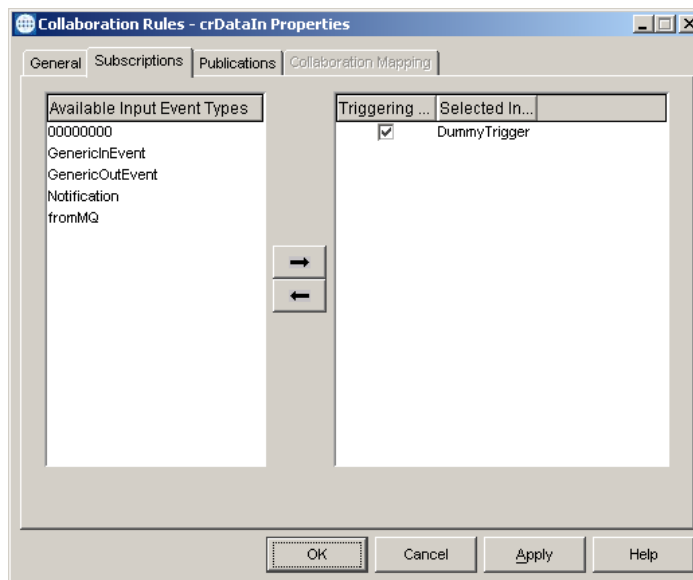 Collaboration Rules - crDataIn Properties
General Subscriptions Publications Collaboration Mapping
Available Input Event Types
00000000
GenericInEvent
GenericOutEvent
Notification
fromMQ
Triggering ... Selected In...
DummyTrigger
OK Cancel Apply Help